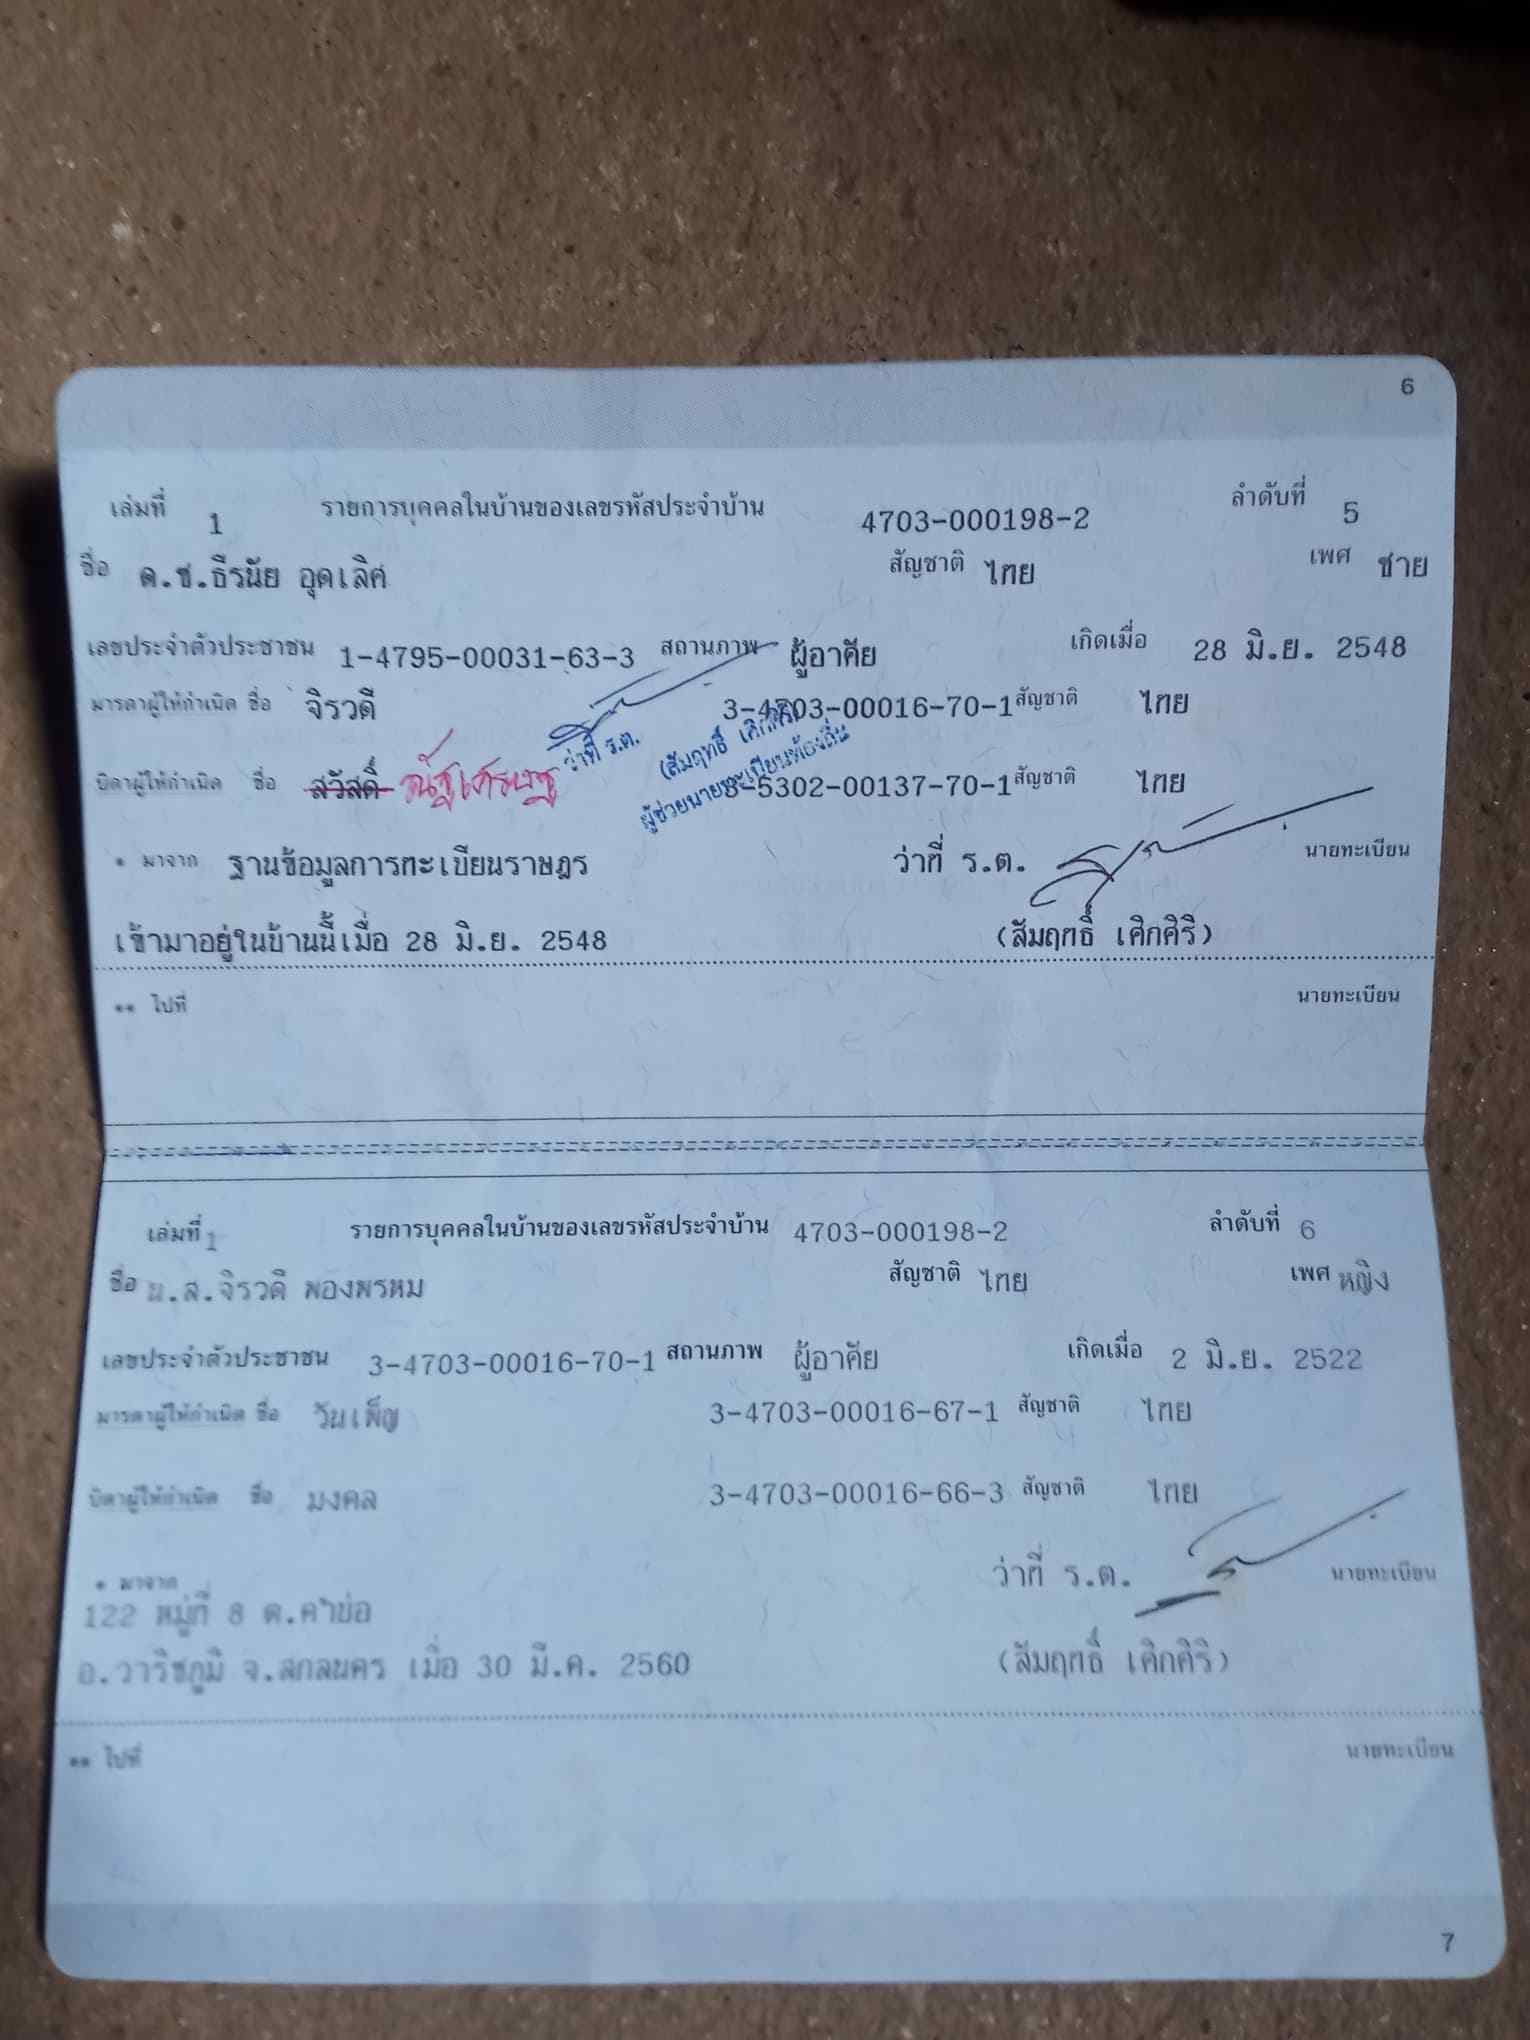 6
เล่มที่ 1 รายการบุคคลในบ้านของเลขรหัสประจำบ้าน 4703-000198-2 ลำดับที่ 5
ชื่อ ด.ช.ธีรนัย อุดเลิศ สัญชาติ ไทย เพศ ชาย
เลขประจำตัวประชาชน 1-4795-00031-63-3 สถานภาพ ผู้อาศัย เกิดเมื่อ 28 มิ.ย. 2548
มารดาผู้ให้กำเนิด ชื่อ จิรวดี 3-4703-00016-70-1 สัญชาติ ไทย
ว่าที่ ร.ต.
(สัมฤทธิ์ เศิกศิริ)
ผู้ช่วยนายทะเบียนท้องถิ่น
บิดาผู้ให้กำเนิด ชื่อ สวัสดิ์ ณัฐเศรษฐ 3-5302-00137-70-1 สัญชาติ ไทย
* มาจาก ฐานข้อมูลการทะเบียนราษฎร ว่าที่ ร.ต. นายทะเบียน
เข้ามาอยู่ในบ้านนี้เมื่อ 28 มิ.ย. 2548 (สัมฤทธิ์ เศิกศิริ)
** ไปที่ นายทะเบียน
เล่มที่ 1 รายการบุคคลในบ้านของเลขรหัสประจำบ้าน 4703-000198-2 ลำดับที่ 6
ชื่อ น.ส.จิรวดี พองพรหม สัญชาติ ไทย เพศ หญิง
เลขประจำตัวประชาชน 3-4703-00016-70-1 สถานภาพ ผู้อาศัย เกิดเมื่อ 2 มิ.ย. 2522
มารดาผู้ให้กำเนิด ชื่อ วันเพ็ญ 3-4703-00016-67-1 สัญชาติ ไทย
บิดาผู้ให้กำเนิด ชื่อ มงคล 3-4703-00016-66-3 สัญชาติ ไทย
* มาจาก ว่าที่ ร.ต. นายทะเบียน
122 หมู่ที่ 8 ต.คำบ่อ
อ.วาริชภูมิ จ.สกลนคร เมื่อ 30 มี.ค. 2560 (สัมฤทธิ์ เศิกศิริ)
** ไปที่ นายทะเบียน
7